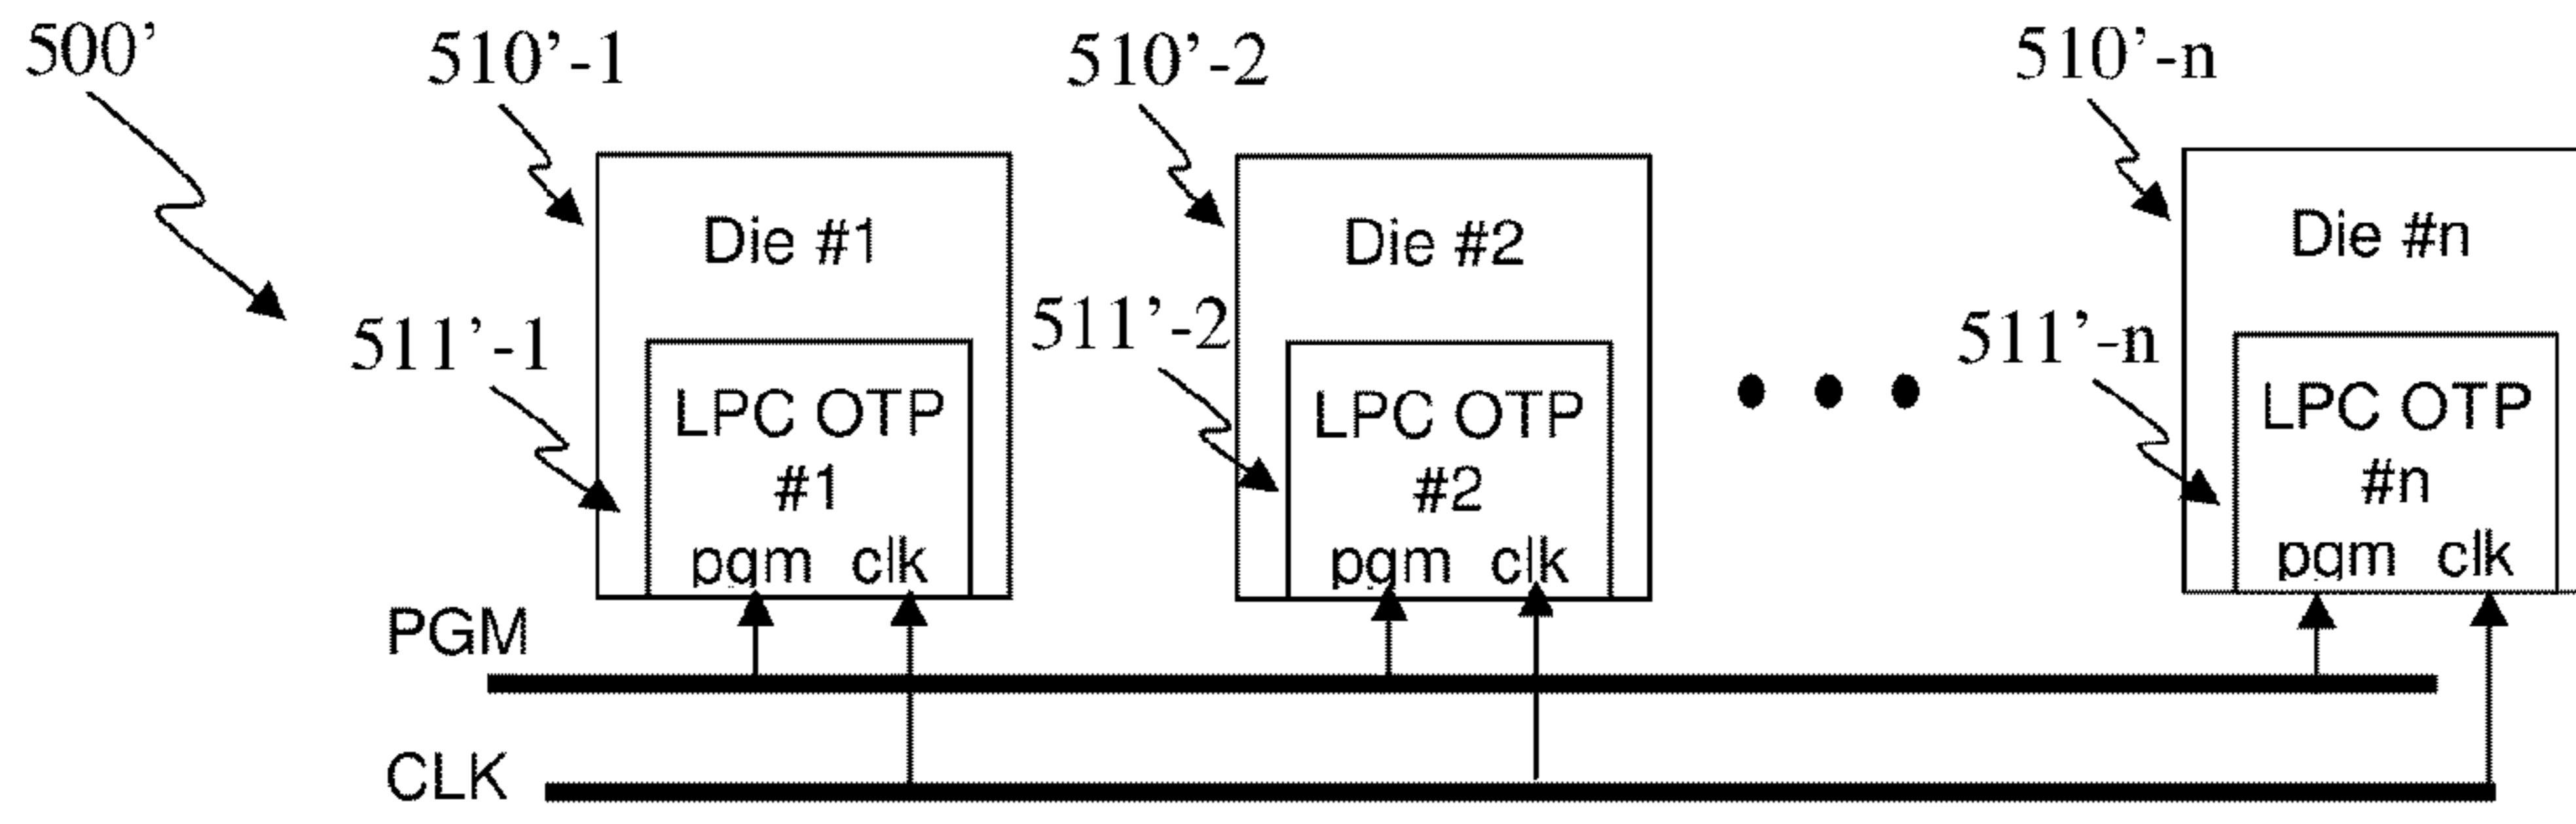 500’
510’-1
510’-2
510’-n
Die #1
Die #2
Die #n
511’-1
511’-2
511’-n
LPC OTP
#1
pgm clk
LPC OTP
#2
pgm clk
LPC OTP
#n
pgm clk
PGM
CLK